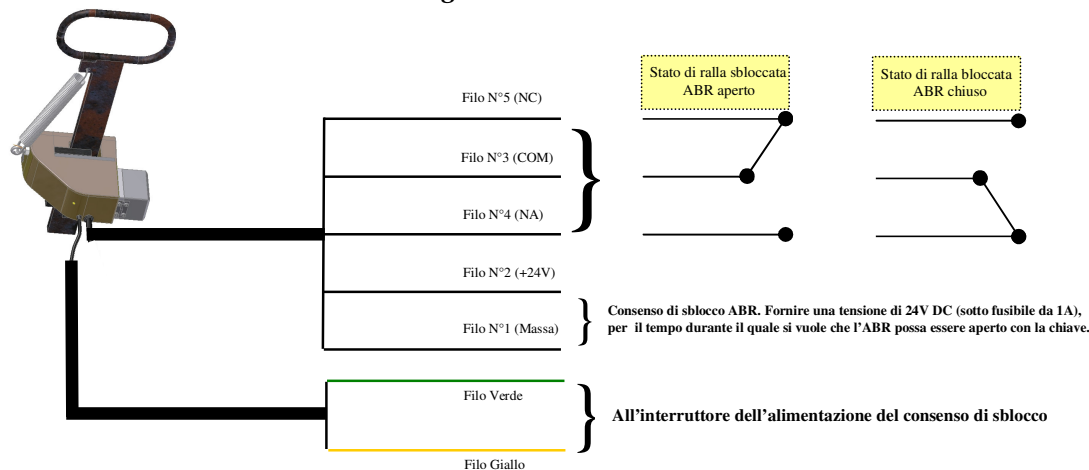 Stato di ralla sbloccata
ABR aperto
Stato di ralla bloccata
ABR chiuso
Filo N°5 (NC)
Filo N°3 (COM)
Filo N°4 (NA)
Filo N°2 (+24V)
Filo N°1 (Massa)
Consenso di sblocco ABR. Fornire una tensione di 24V DC (sotto fusibile da 1A),
per il tempo durante il quale si vuole che l'ABR possa essere aperto con la chiave.
Filo Verde
All'interruttore dell'alimentazione del consenso di sblocco
Filo Giallo